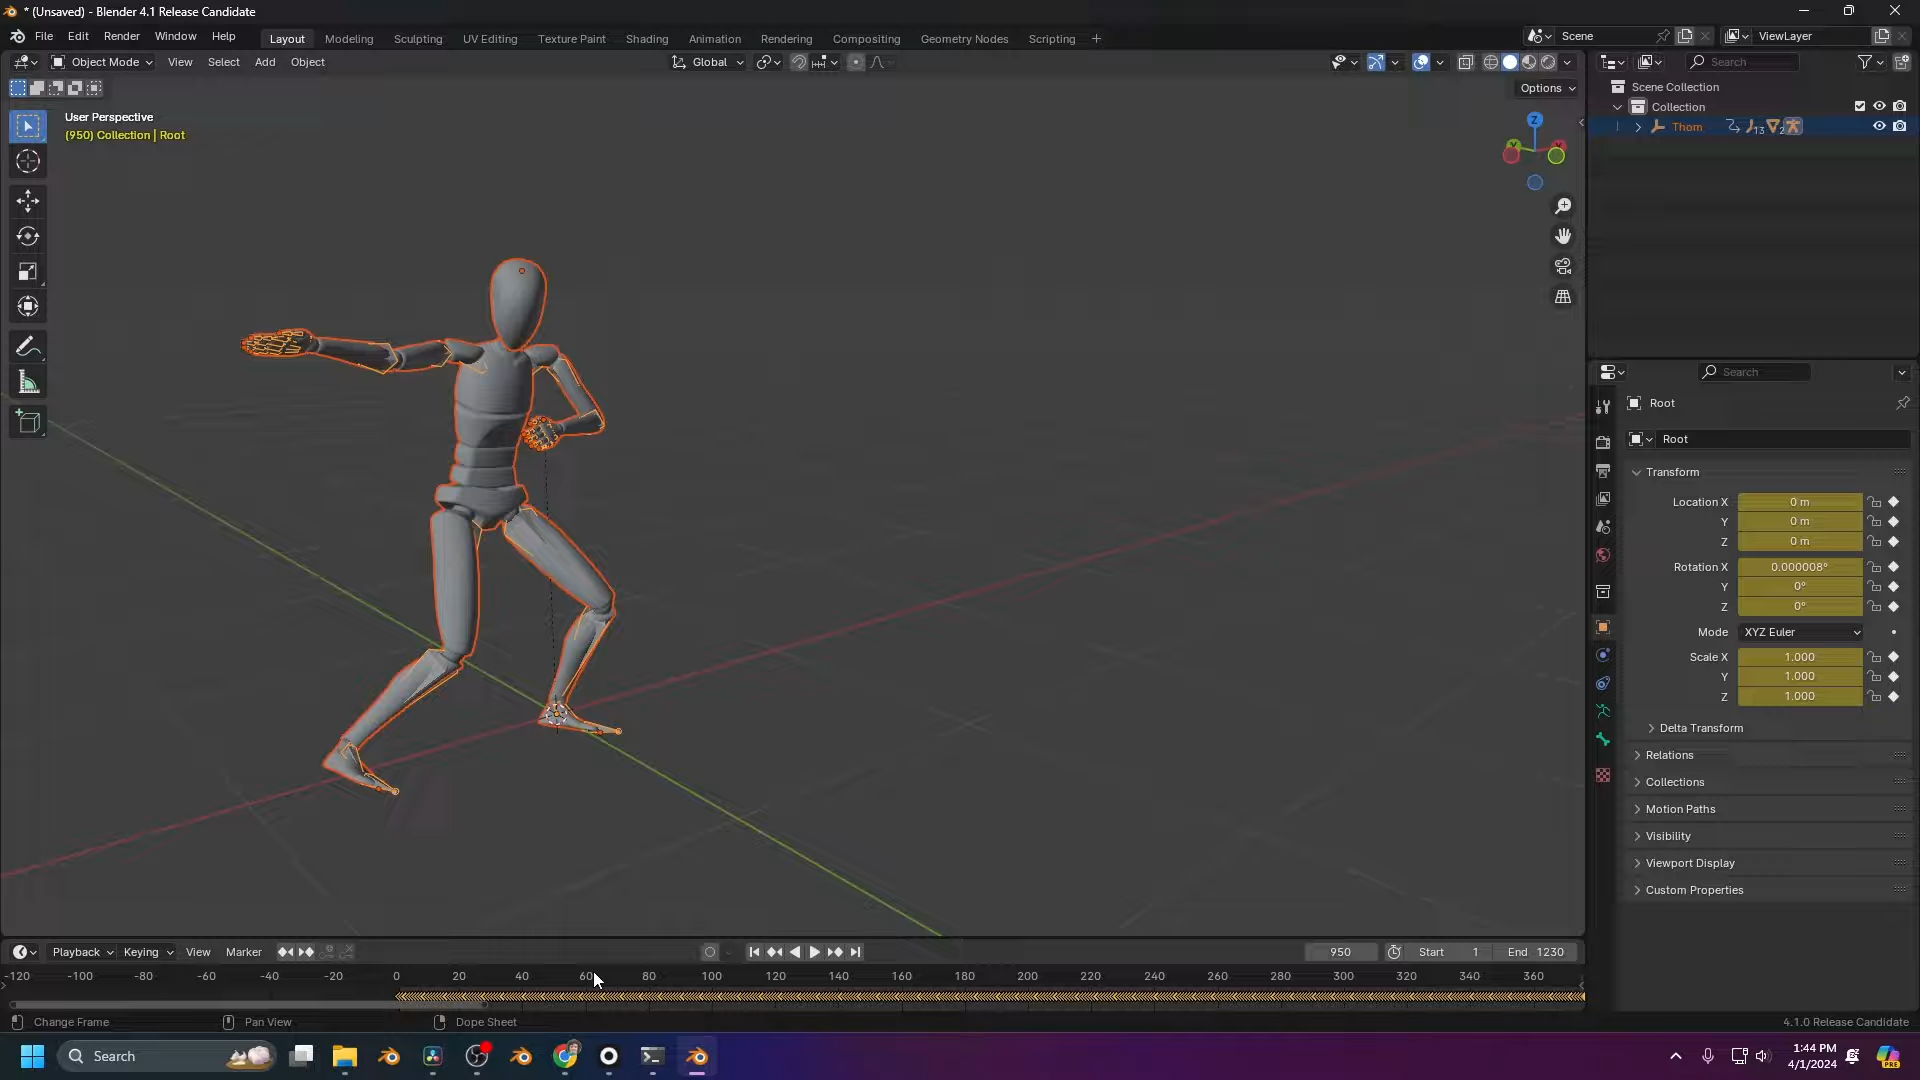 * (Unsaved) - Blender 4.1 Release Candidate
File Edit Render Window Help Layout Modeling Sculpting UV Editing Texture Paint Shading Animation Rendering Compositing Geometry Nodes Scripting + Scene ViewLayer
Object Mode View Select Add Object Global Search
Options
User Perspective
(950) Collection | Root
Z
Scene Collection
Collection
Thom 13 2
Search
Root
Root
Transform
Location X 0 m
Y 0 m
Z 0 m
Rotation X 0.000008°
Y 0°
Z 0°
Mode XYZ Euler
Scale X 1.000
Y 1.000
Z 1.000
Delta Transform
Relations
Collections
Motion Paths
Visibility
Viewport Display
Custom Properties
Playback Keying View Marker 950 Start 1 End 1230
-120 -100 -80 -60 -40 -20 0 20 40 60 80 100 120 140 160 180 200 220 240 260 280 300 320 340 360
Change Frame Pan View Dope Sheet 4.1.0 Release Candidate
Search
1:44 PM
4/1/2024
PRE